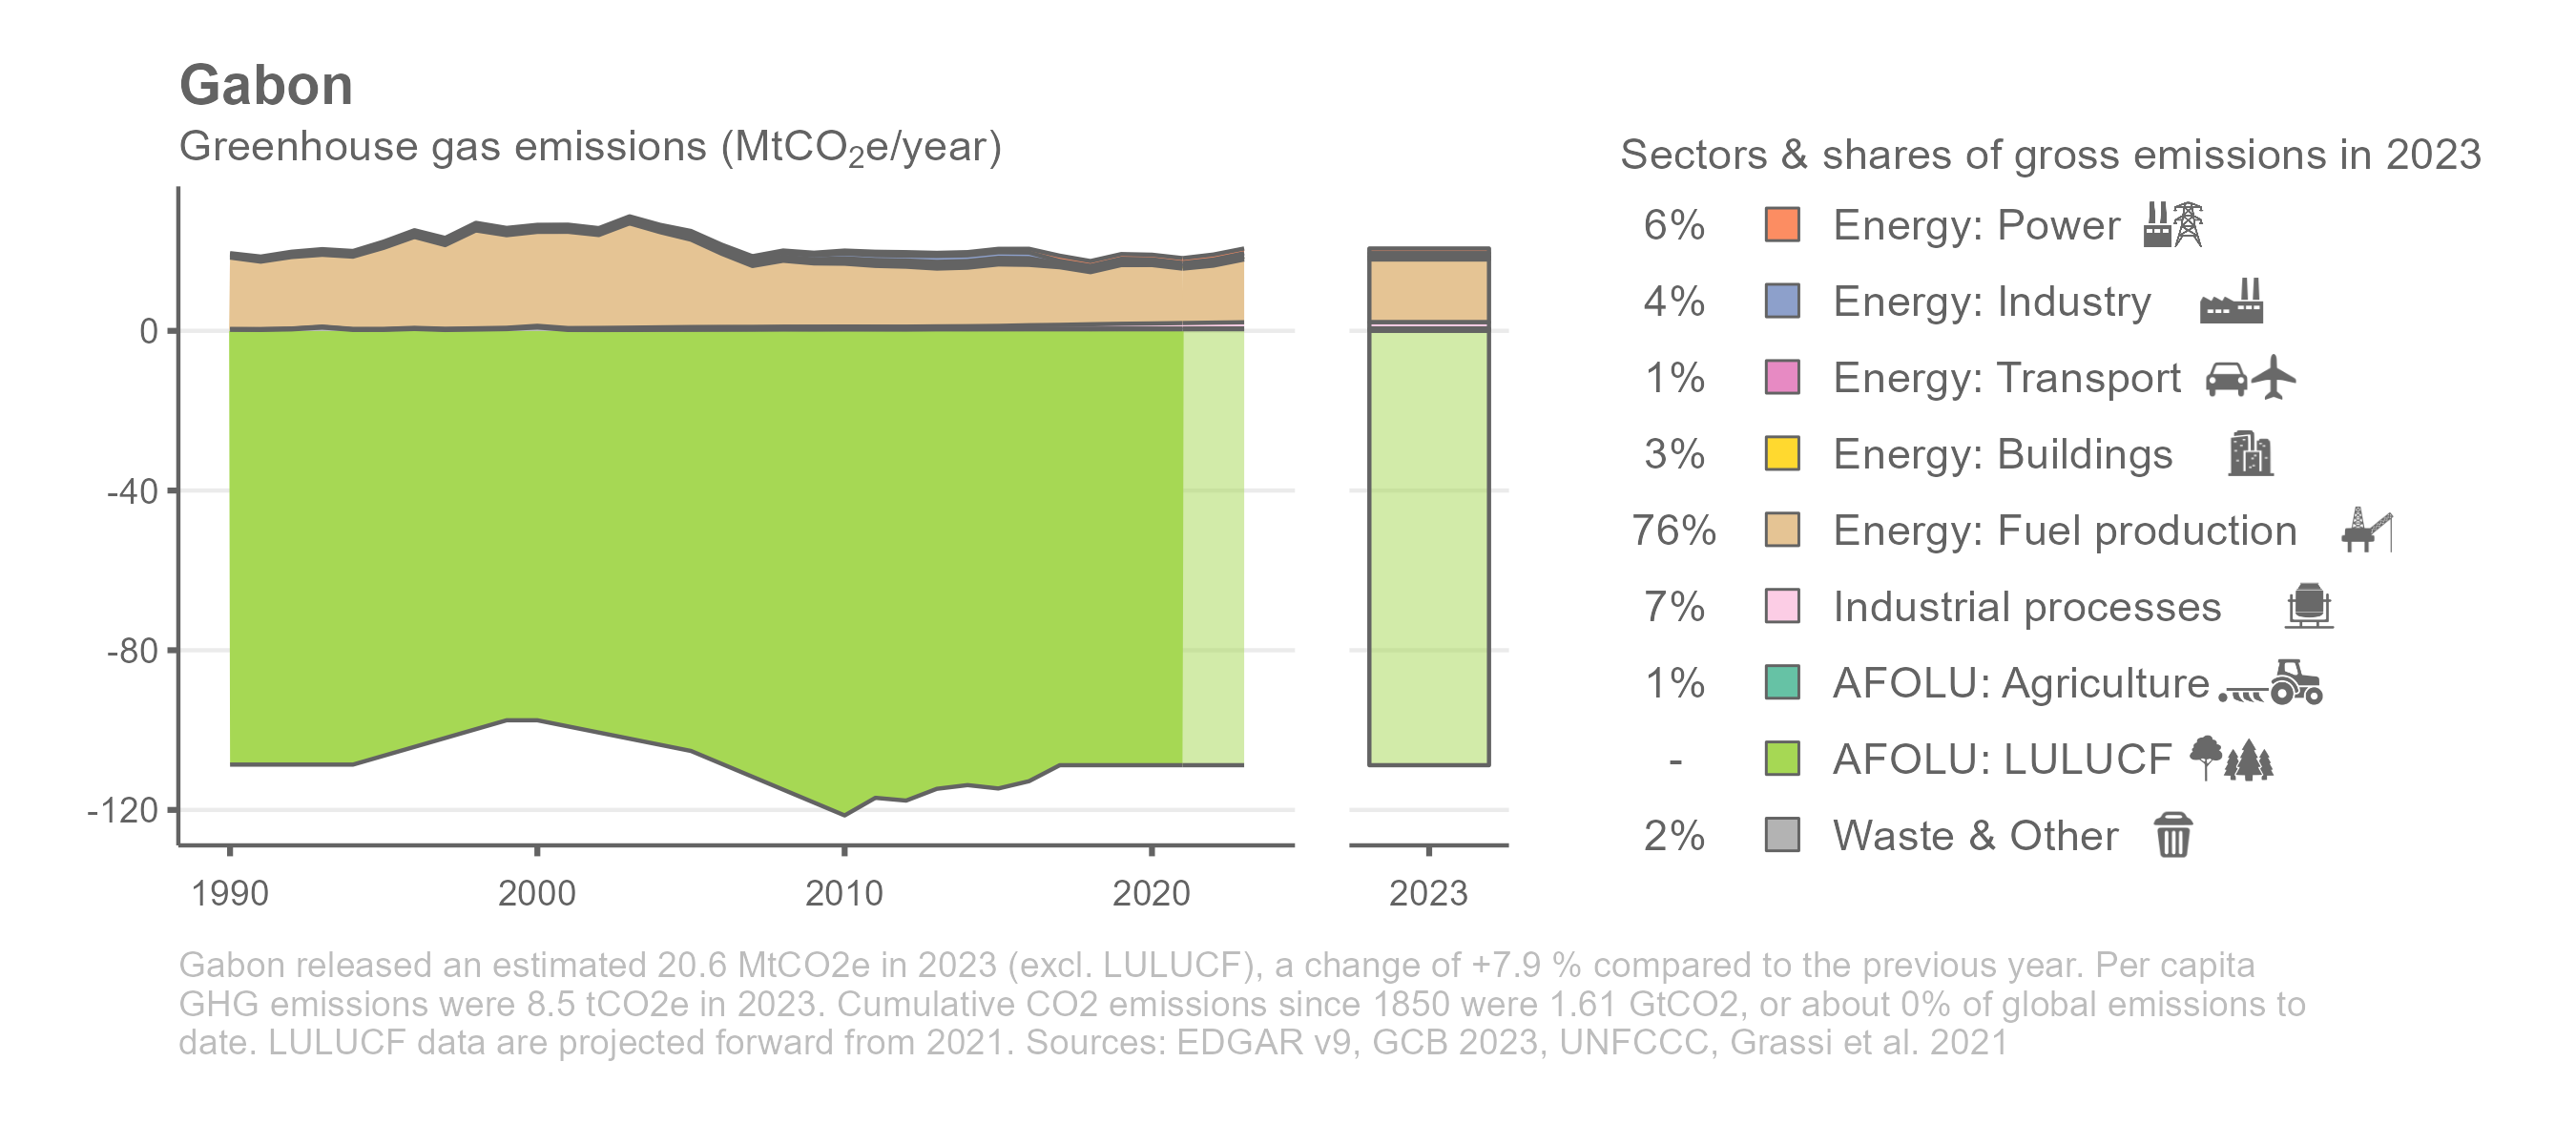 Gabon
Greenhouse gas emissions (MtCO₂e/year)
0
-40
-80
-120
1990
2000
2010
2020
2023
Sectors & shares of gross emissions in 2023
6% Energy: Power
4% Energy: Industry
1% Energy: Transport
3% Energy: Buildings
76% Energy: Fuel production
7% Industrial processes
1% AFOLU: Agriculture
- AFOLU: LULUCF
2% Waste & Other
Gabon released an estimated 20.6 MtCO2e in 2023 (excl. LULUCF), a change of +7.9 % compared to the previous year. Per capita
GHG emissions were 8.5 tCO2e in 2023. Cumulative CO2 emissions since 1850 were 1.61 GtCO2, or about 0% of global emissions to
date. LULUCF data are projected forward from 2021. Sources: EDGAR v9, GCB 2023, UNFCCC, Grassi et al. 2021